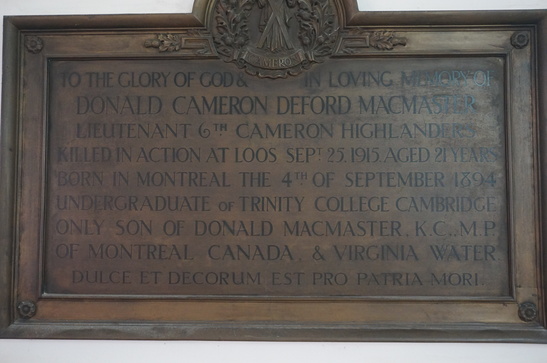 TO THE GLORY OF GOD & IN LOVING MEMORY OF
DONALD CAMERON DEFORD MACMASTER
LIEUTENANT 6TH CAMERON HIGHLANDERS
KILLED IN ACTION AT LOOS SEPT. 25, 1915, AGED 21 YEARS
BORN IN MONTREAL THE 4TH OF SEPTEMBER 1894
UNDERGRADUATE OF TRINITY COLLEGE CAMBRIDGE
ONLY SON OF DONALD MACMASTER, K.C., M.P.
OF MONTREAL CANADA, & VIRGINIA WATER
DULCE ET DECORUM EST PRO PATRIA MORI.